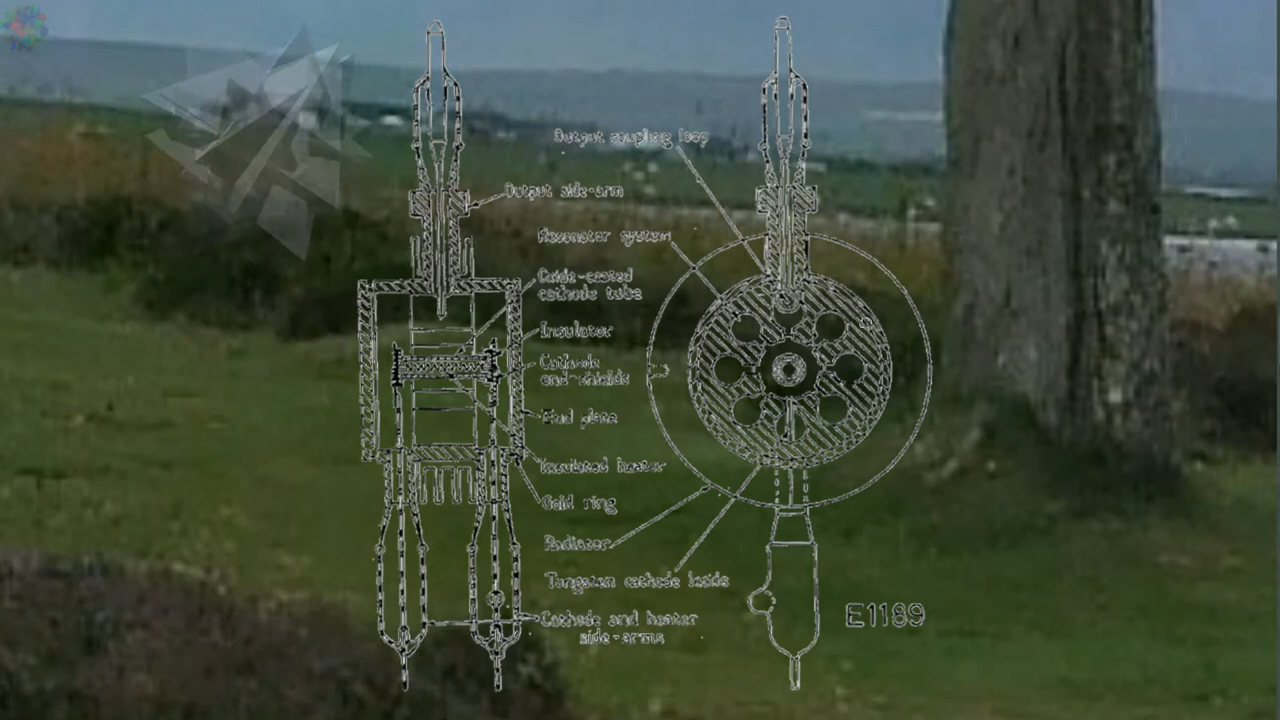 Output coupling loop
Output side-arm
Resonator system
Oxide-coated
cathode tube
Insulator
Cathode
end-shields
End plate
Insulated heater
Gold ring
Radiator
Tungsten cathode leads
Cathode and heater
side-arms
E1189